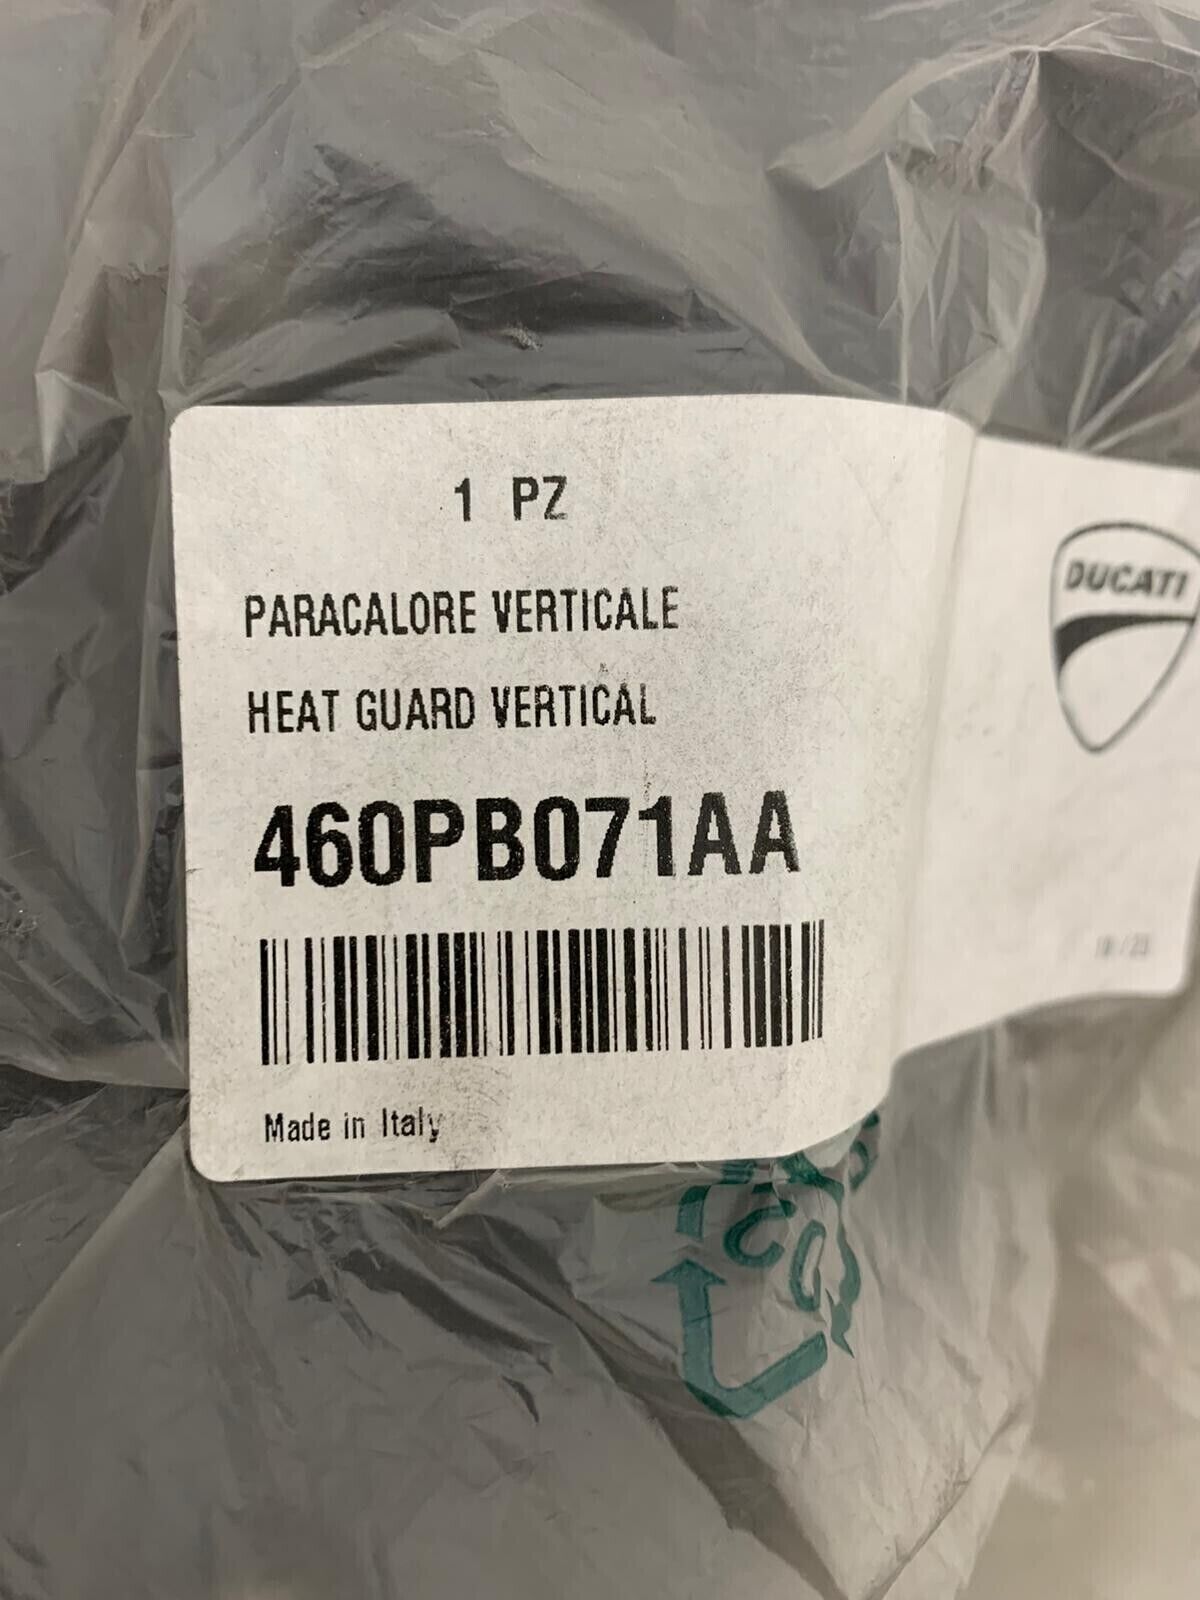 1 PZ
PARACALORE VERTICALE
HEAT GUARD VERTICAL
460PB071AA
Made in Italy
DUCATI